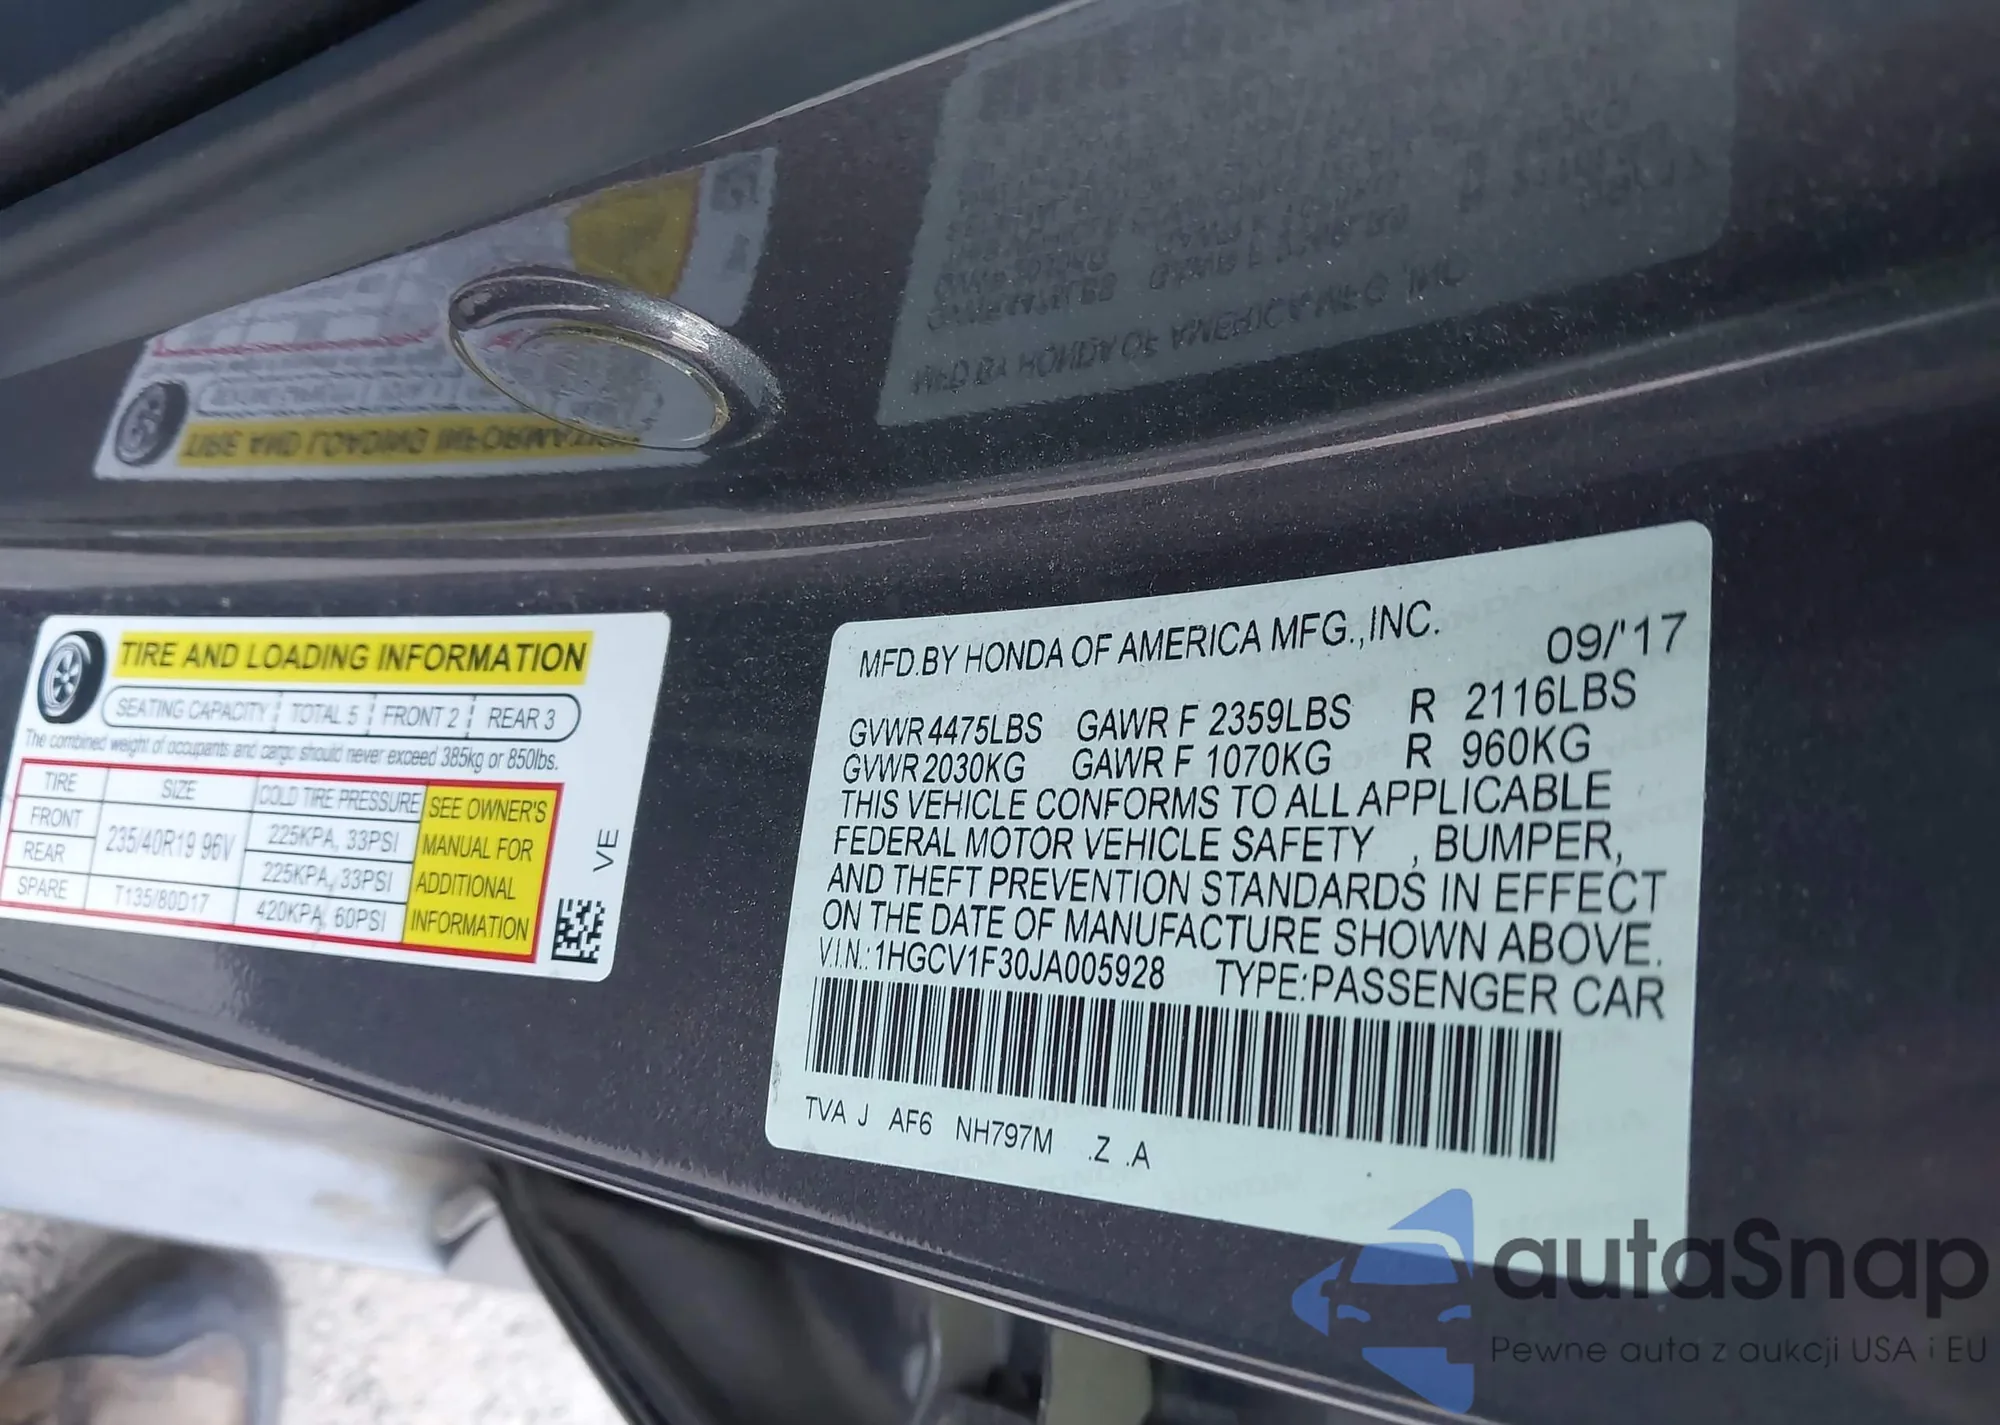 TIRE AND LOADING INFORMATION
SEATING CAPACITY TOTAL 5 FRONT 2 REAR 3
The combined weight of occupants and cargo should never exceed 385kg or 850lbs.
TIRE SIZE COLD TIRE PRESSURE
FRONT 235/40R19 96V 225KPA, 33PSI
REAR 225KPA, 33PSI
SPARE T135/80D17 420KPA, 60PSI
SEE OWNER'S
MANUAL FOR
ADDITIONAL
INFORMATION
VE
MFD.BY HONDA OF AMERICA MFG.,INC. 09/'17
GVWR 4475LBS GAWR F 2359LBS R 2116LBS
GVWR 2030KG GAWR F 1070KG R 960KG
THIS VEHICLE CONFORMS TO ALL APPLICABLE
FEDERAL MOTOR VEHICLE SAFETY , BUMPER,
AND THEFT PREVENTION STANDARDS IN EFFECT
ON THE DATE OF MANUFACTURE SHOWN ABOVE.
V.I.N.: 1HGCV1F30JA005928 TYPE:PASSENGER CAR
TVA J AF6 NH797M .Z .A
autaSnap
Pewne auta z aukcji USA i EU